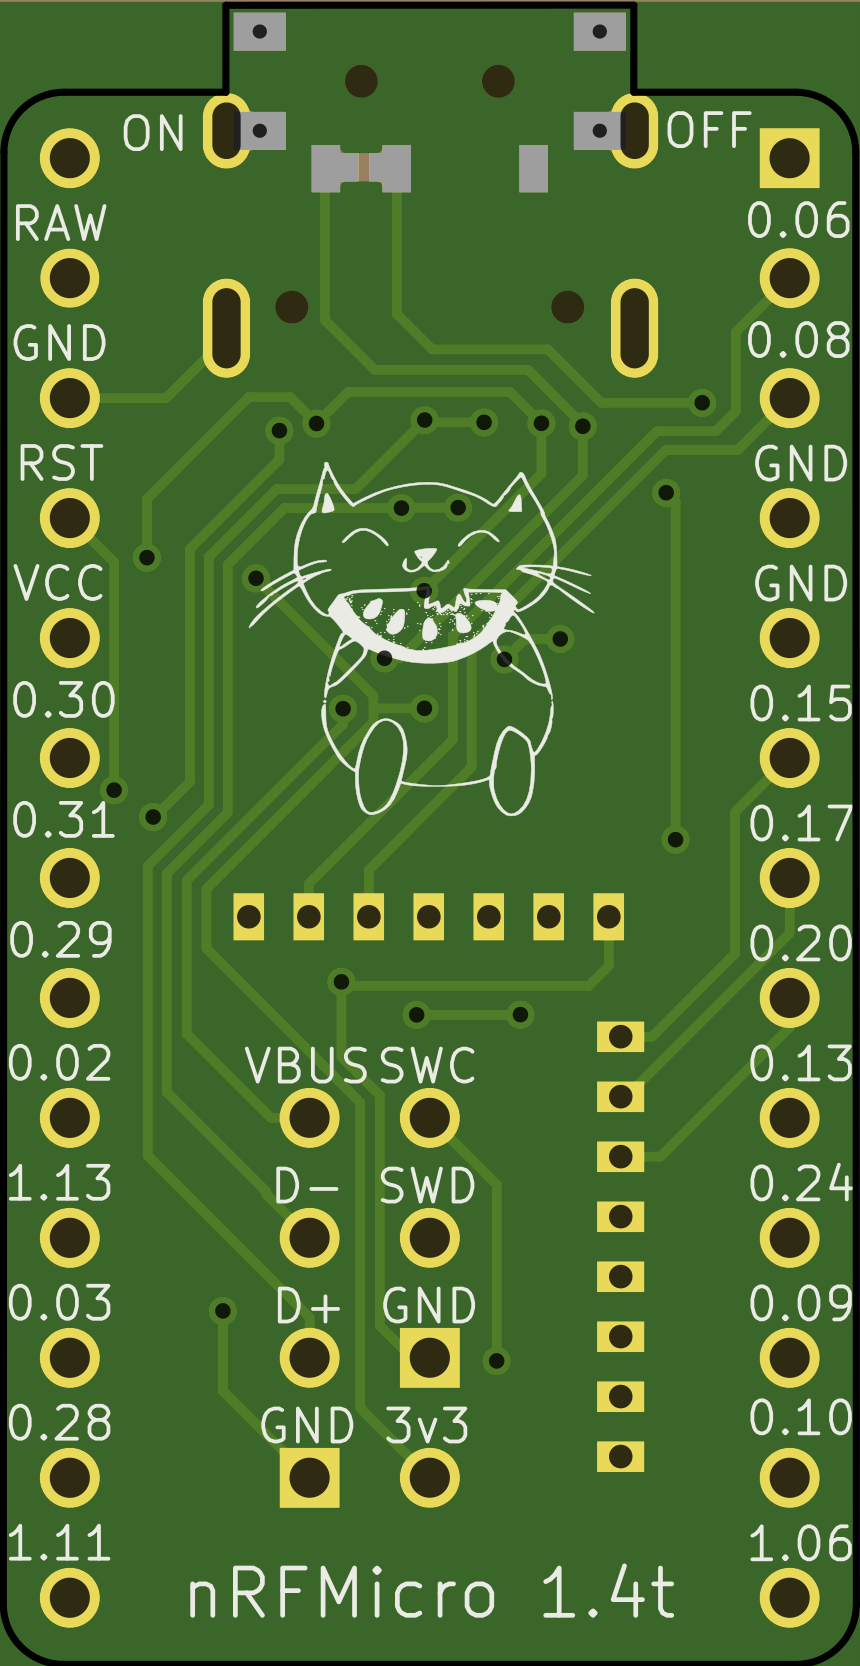 ON OFF
RAW 0.06
GND 0.08
RST GND
VCC GND
0.30 0.15
0.31 0.17
0.29 0.20
0.02 VBUS SWC 0.13
1.13 D- SWD 0.24
0.03 D+ GND 0.09
0.28 GND 3v3 0.10
1.11 1.06
nRFMicro 1.4t